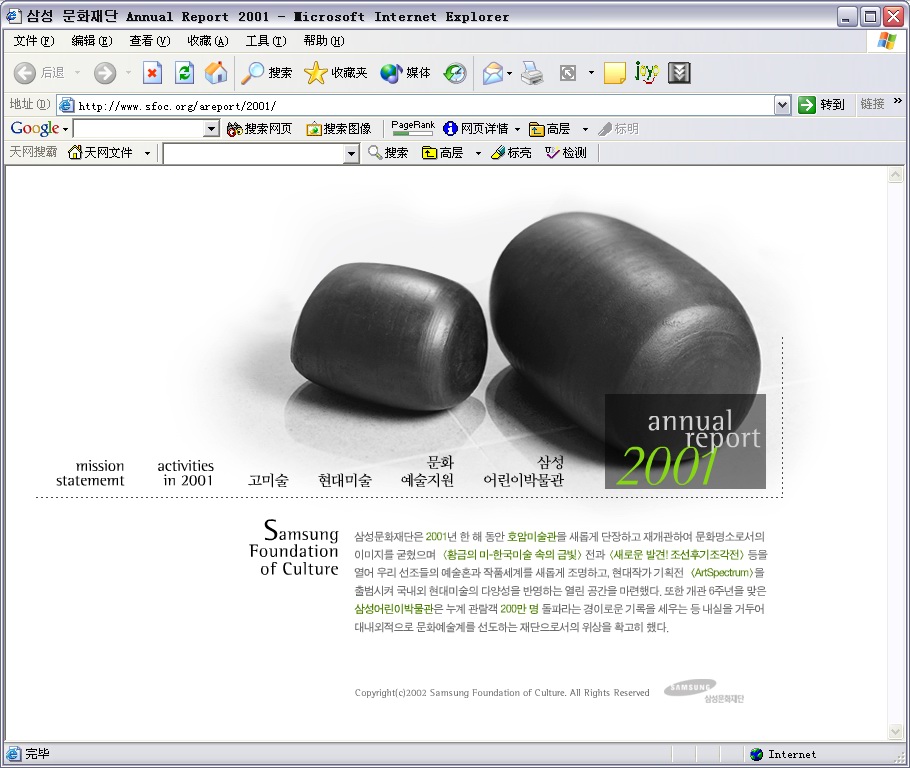 삼성 문화재단 Annual Report 2001 - Microsoft Internet Explorer
文件(F) 编辑(E) 查看(V) 收藏(A) 工具(T) 帮助(H)
后退 搜索 收藏夹 媒体 joy
地址(D) http://www.sfoc.org/areport/2001/ 转到 链接 »
Google 搜索网页 搜索图像 PageRank 网页详情 高层 标明
天网搜霸 天网文件 搜索 高层 标亮 检测
annual
report
2001
mission
statememt
activities
in 2001
고미술
현대미술
문화
예술지원
삼성
어린이박물관
Samsung
Foundation
of Culture
삼성문화재단은 2001년 한 해 동안 호암미술관을 새롭게 단장하고 재개관하여 문화명소로서의
이미지를 굳혔으며 〈황금의 미-한국미술 속의 금빛〉 전과 〈새로운 발견! 조선후기조각전〉 등을
열어 우리 선조들의 예술혼과 작품세계를 새롭게 조명하고, 현대작가 기획전 〈ArtSpectrum〉을
출범시켜 국내외 현대미술의 다양성을 반영하는 열린 공간을 마련했다. 또한 개관 6주년을 맞은
삼성어린이박물관은 누계 관람객 200만 명 돌파라는 경이로운 기록을 세우는 등 내실을 거두어
대내외적으로 문화예술계를 선도하는 재단으로서의 위상을 확고히 했다.
Copyright(c)2002 Samsung Foundation of Culture. All Rights Reserved
SAMSUNG
삼성문화재단
完毕 Internet